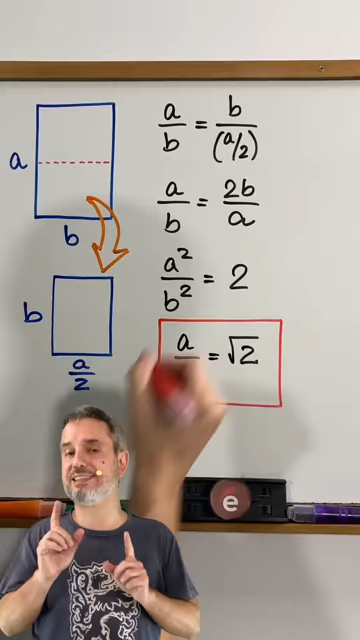 a
b
b
a/2
a/b = b/(a/2)
a/b = 2b/a
a²/b² = 2
a = √2
e